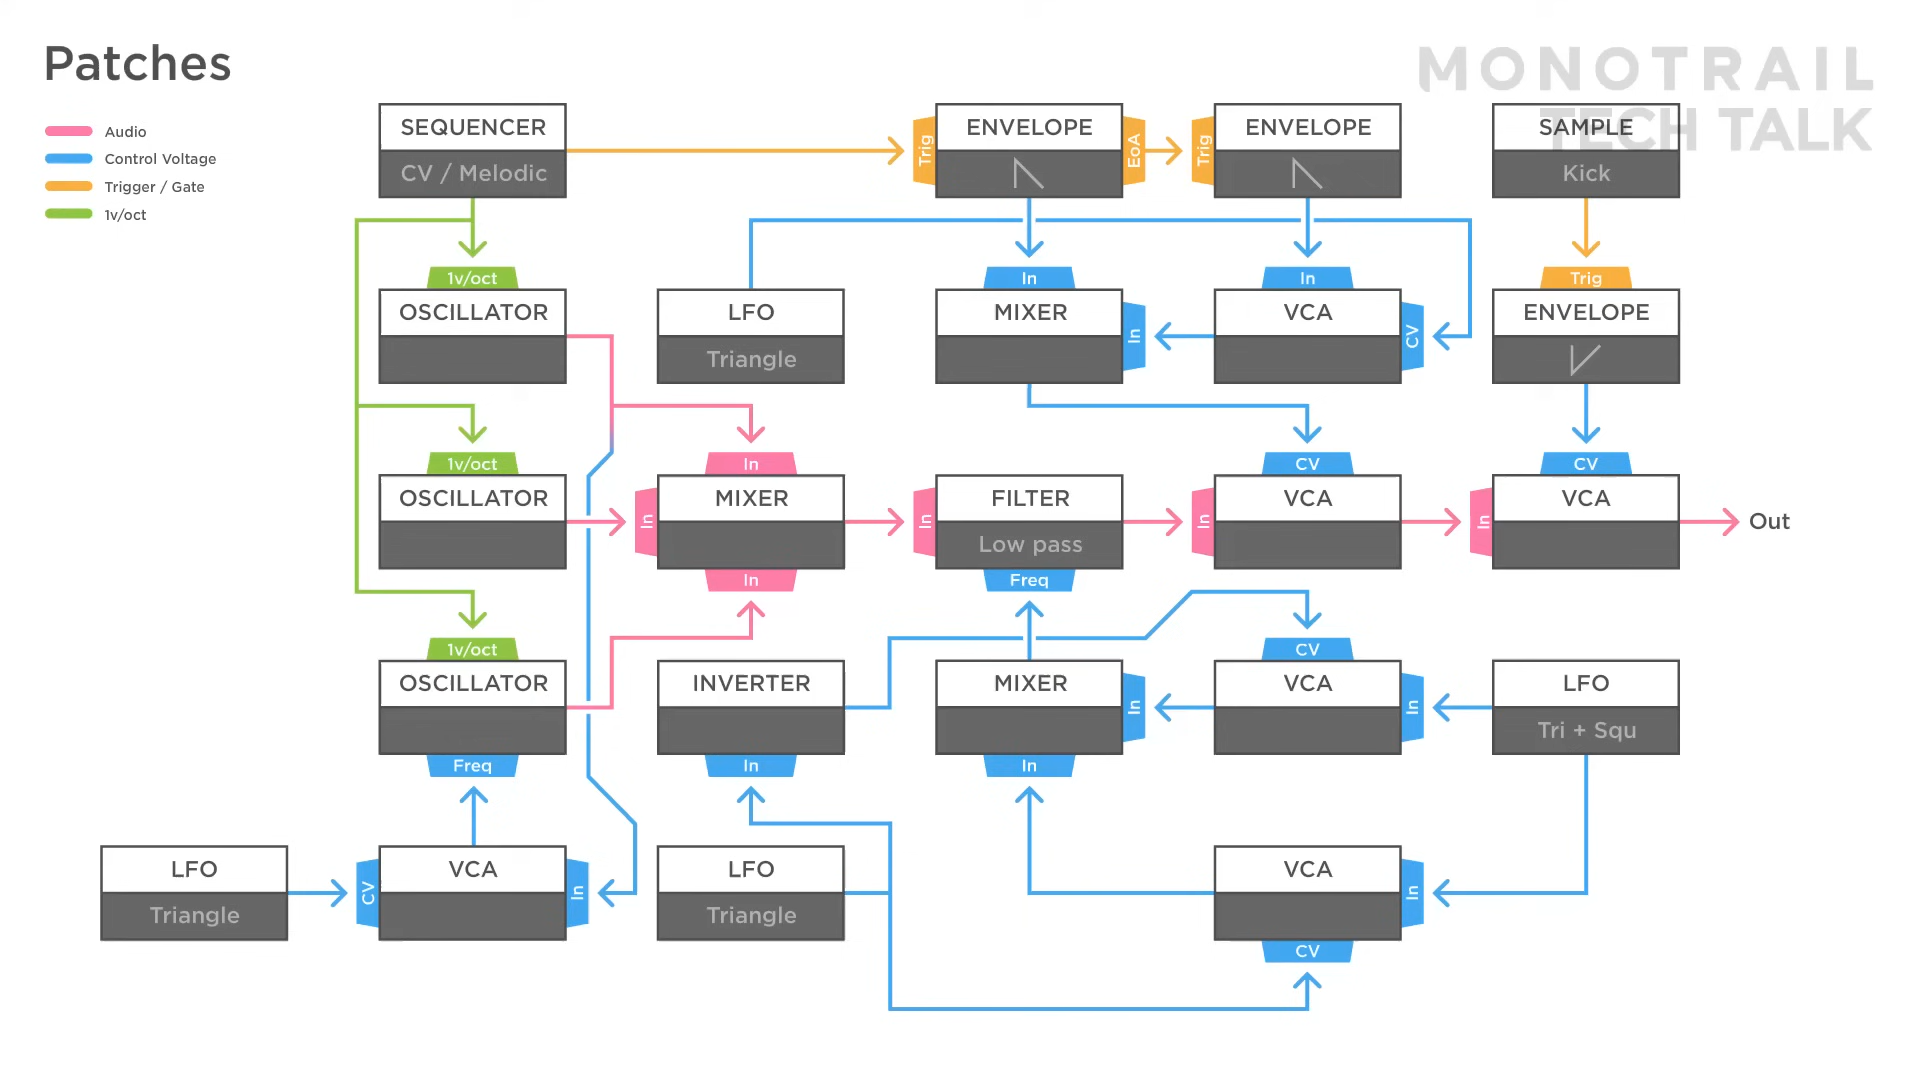 Patches
MONOTRAIL
TECH TALK
Audio
Control Voltage
Trigger / Gate
1v/oct
SEQUENCER
CV / Melodic
Trig
ENVELOPE
EoA
Trig
ENVELOPE
SAMPLE
Kick
1v/oct
OSCILLATOR
LFO
Triangle
In
MIXER
In
In
VCA
CV
Trig
ENVELOPE
1v/oct
OSCILLATOR
In
In
MIXER
In
In
FILTER
Low pass
Freq
CV
In
VCA
CV
In
VCA
Out
1v/oct
OSCILLATOR
Freq
INVERTER
In
MIXER
In
In
CV
VCA
In
LFO
Tri + Squ
LFO
Triangle
CV
VCA
In
LFO
Triangle
VCA
In
CV